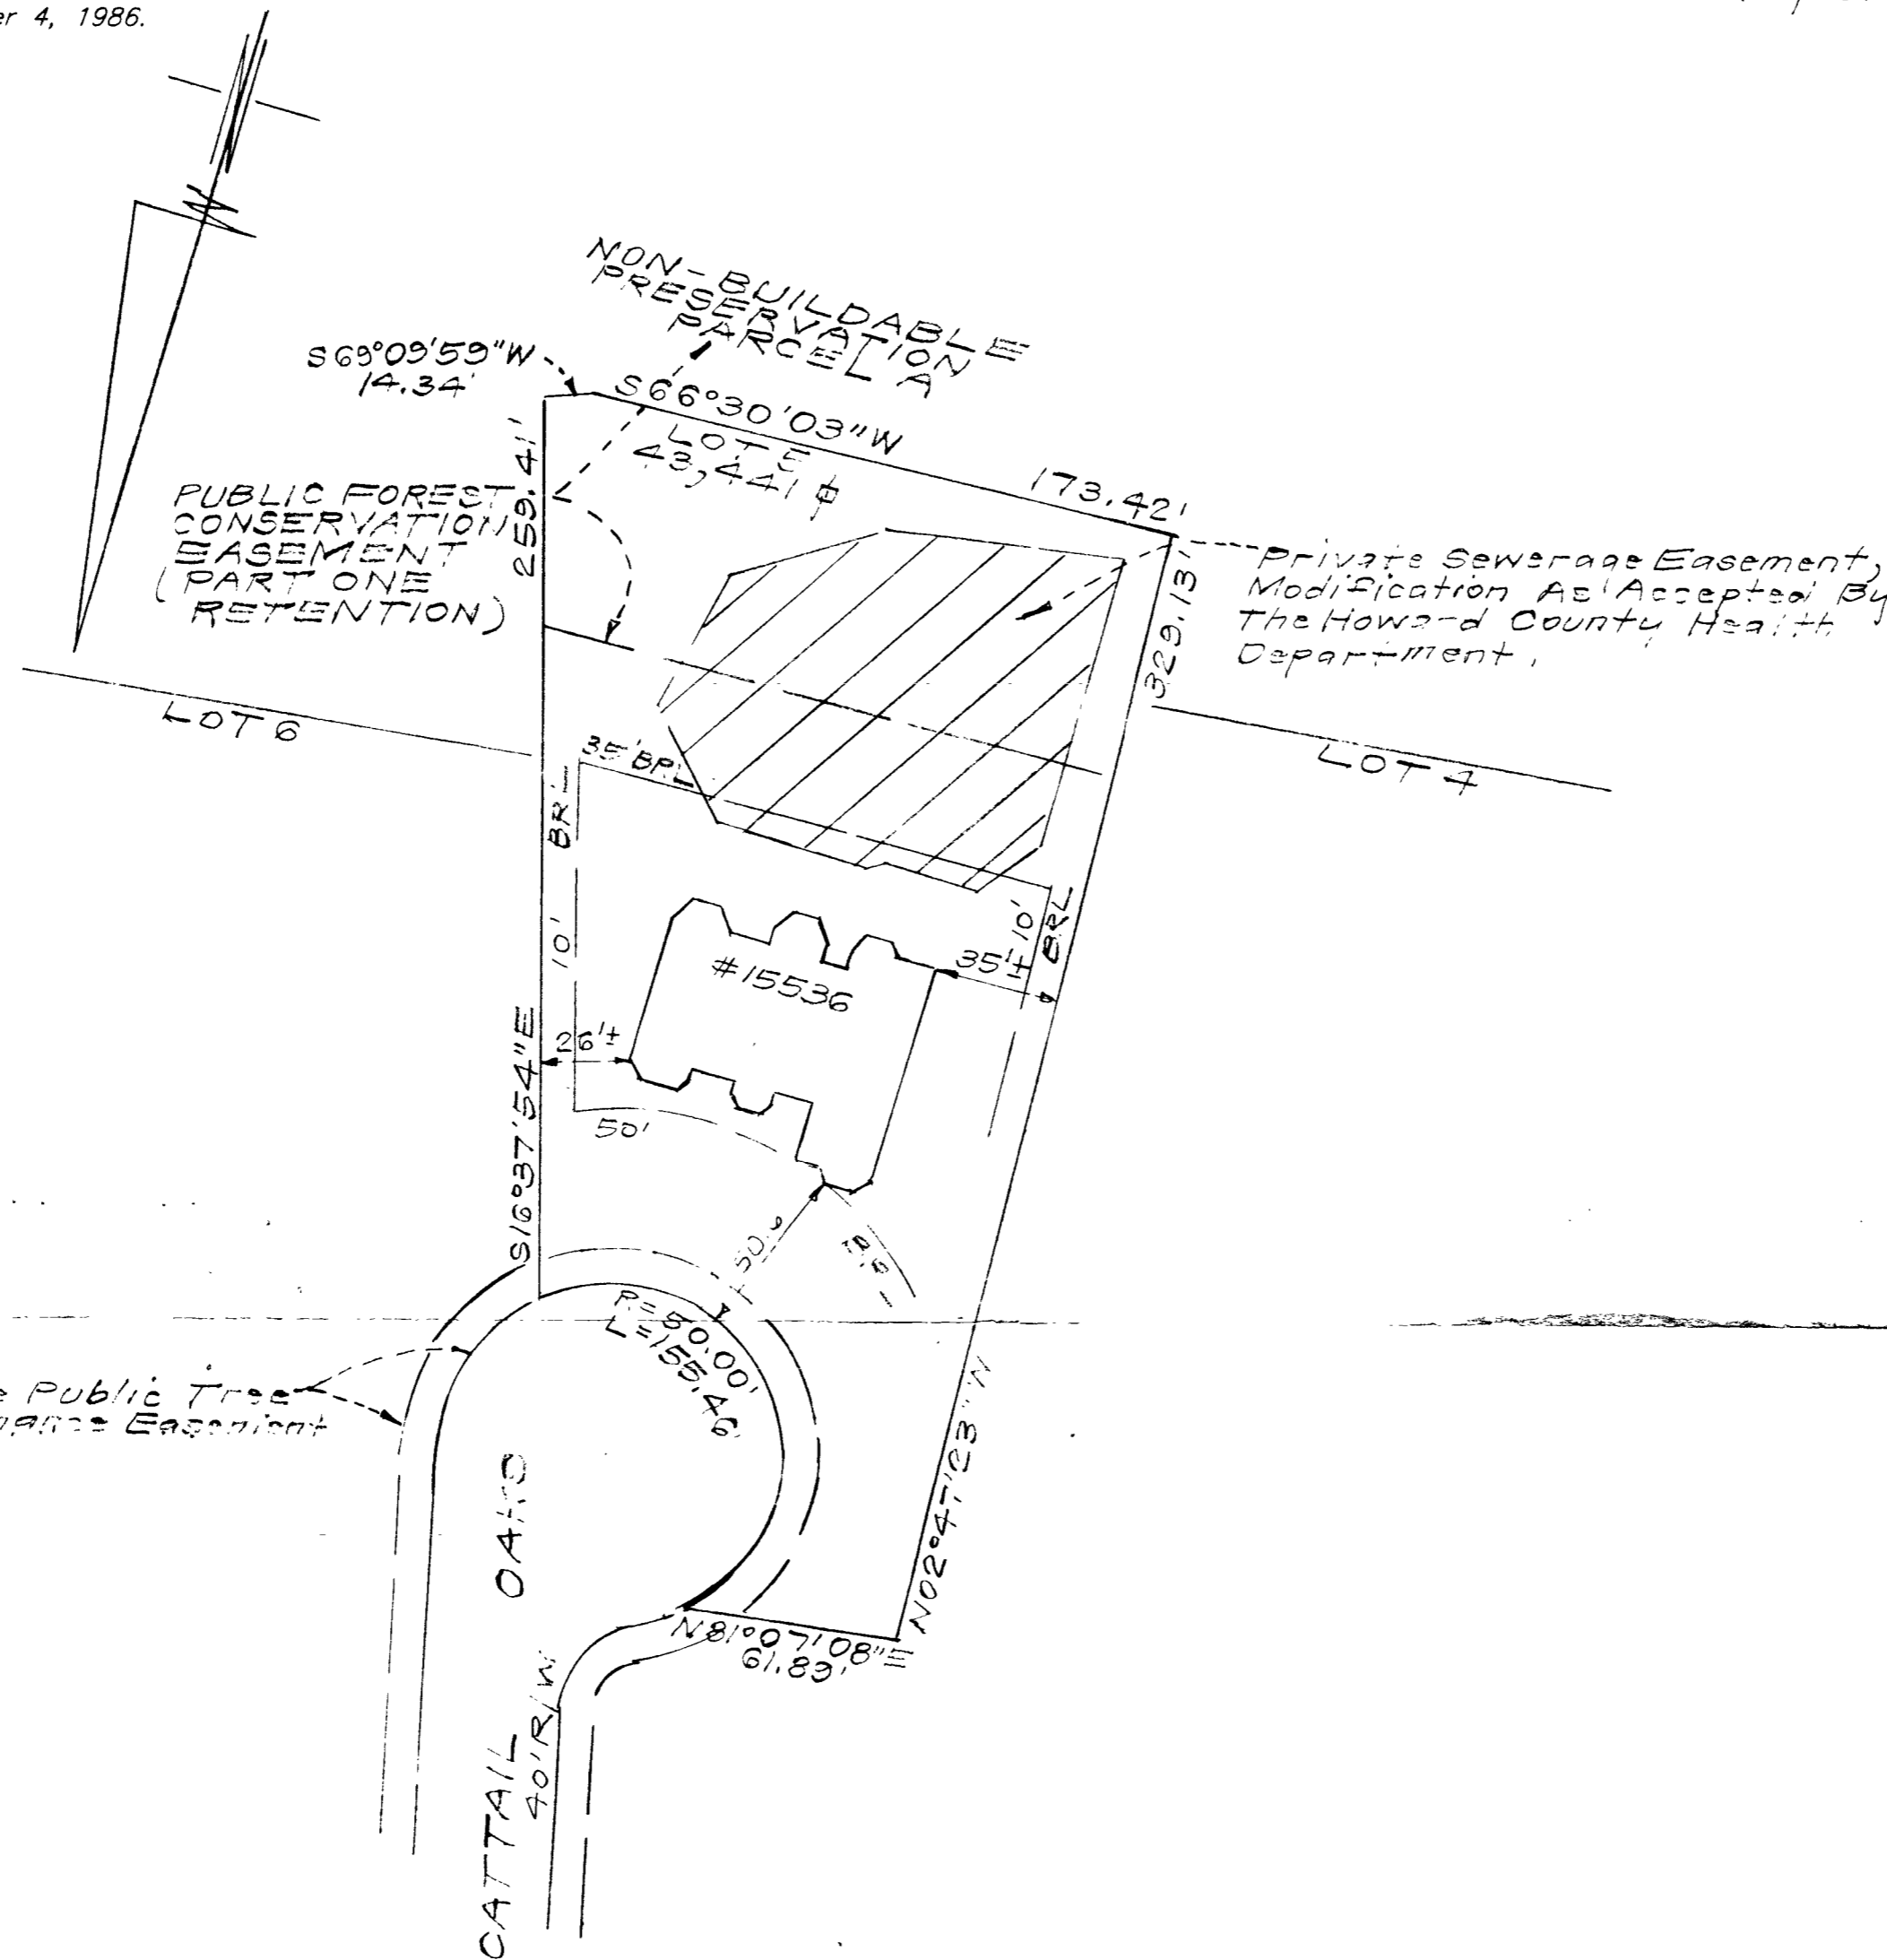 4, 1986.
N
NON-BUILDABLE
PRESERVATION
PARCEL A
S69°09'59"W
14.34'
S66°30'03"W
173.42'
LOT 5
43,441 ⌽
259.41'
PUBLIC FOREST
CONSERVATION
EASEMENT
(PART ONE
RETENTION)
Private Sewerage Easement,
Modification As Accepted By
The Howard County Health
Department.
329.13'
LOT 6
LOT 4
35' BRL
BRL
10'
10'
BRL
35'±
#15536
26'±
S16°37'54"E
50'
50'
R=50.00'
L=155.46'
Public Tree
Easement
N02°47'23"W
N81°07'08"E
61.89'
CATTAIL OAKS
40' R/W